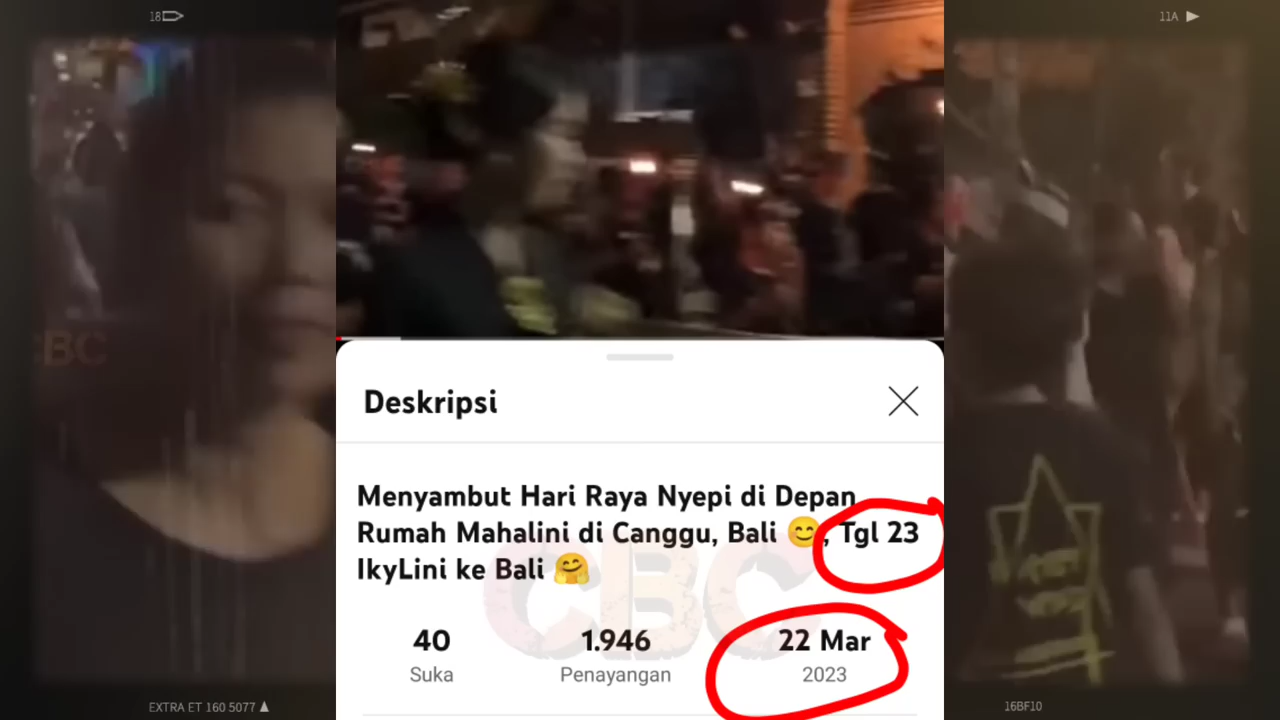 18
11A
BC
Deskripsi
Menyambut Hari Raya Nyepi di Depan
Rumah Mahalini di Canggu, Bali 😊, Tgl 23
IkyLini ke Bali 🤗
CBC
40
1.946
22 Mar
Suka
Penayangan
2023
EXTRA ET 160 5077
16BF10